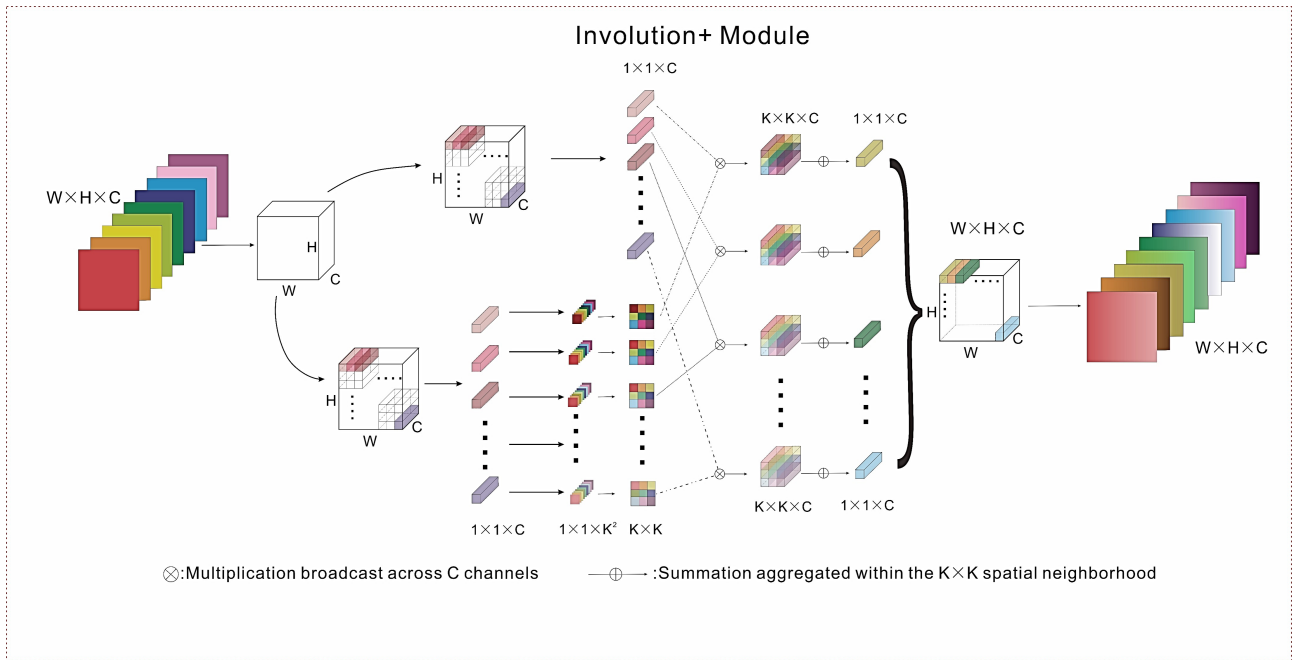 Involution+ Module
1×1×C
K×K×C
1×1×C
W×H×C
H
W
C
H
W
C
H
W
C
W×H×C
H
W
C
W×H×C
1×1×C
1×1×K²
K×K
K×K×C
1×1×C
⊗:Multiplication broadcast across C channels
⊕:Summation aggregated within the K×K spatial neighborhood